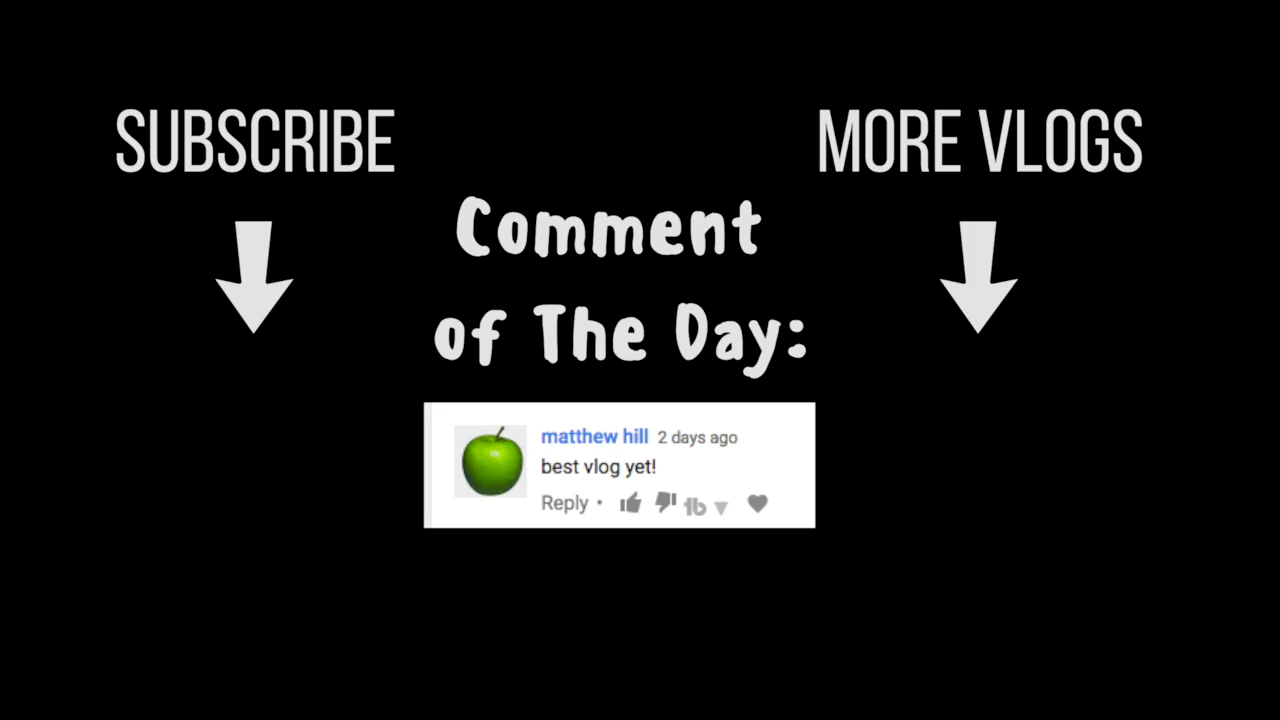 SUBSCRIBE
MORE VLOGS
Comment
of The Day:
matthew hill 2 days ago
best vlog yet!
Reply •